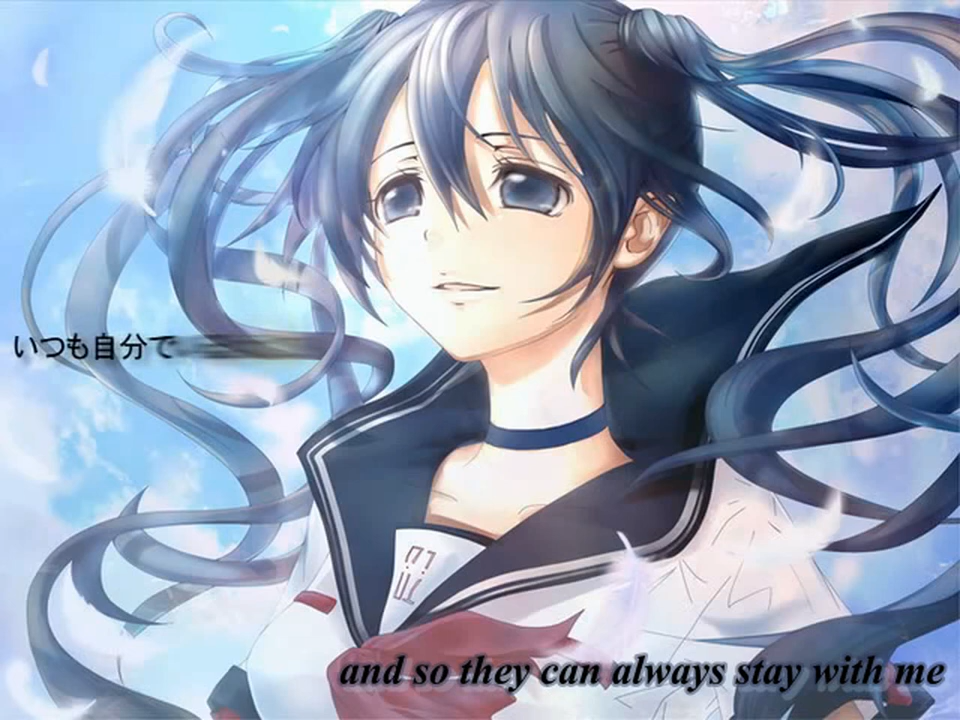 いつも自分で
and so they can always stay with me